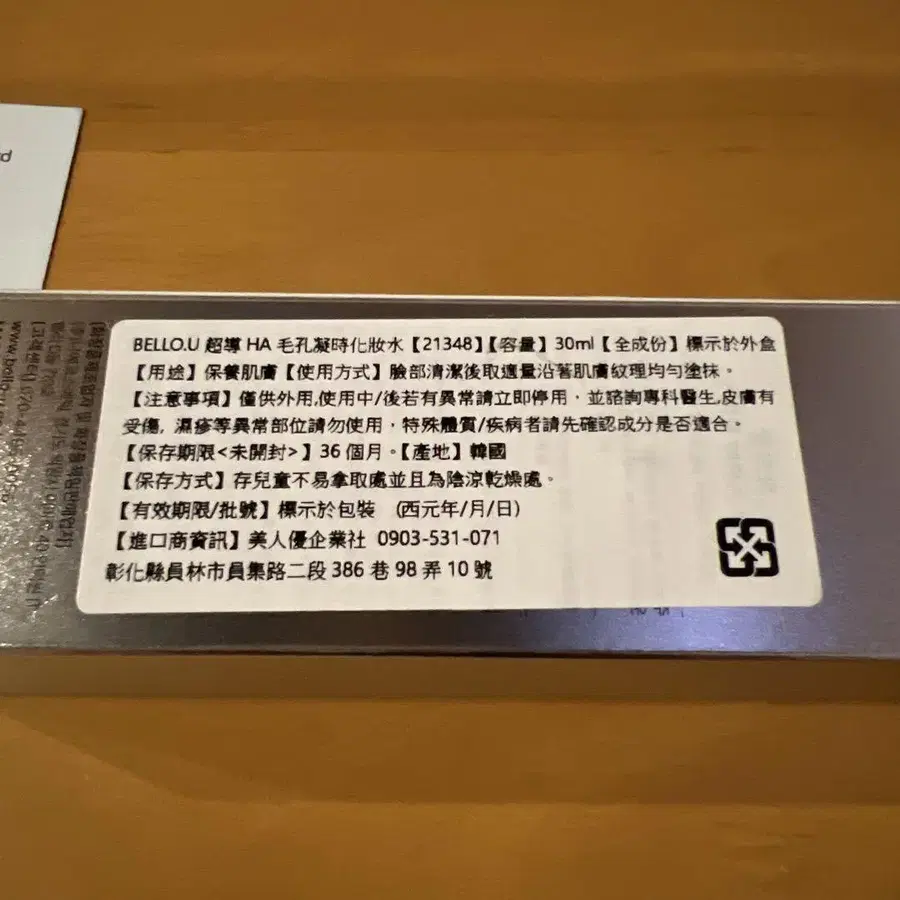 BELLO.U 超導 HA 毛孔凝時化妝水【21348】【容量】30ml【全成份】標示於外盒
【用途】保養肌膚【使用方式】臉部清潔後取適量沿著肌膚紋理均勻塗抹。
【注意事項】僅供外用,使用中/後若有異常請立即停用，並諮詢專科醫生,皮膚有
受傷, 濕疹等異常部位請勿使用，特殊體質/疾病者請先確認成分是否適合。
【保存期限<未開封>】36 個月。【產地】韓國
【保存方式】存兒童不易拿取處並且為陰涼乾燥處。
【有效期限/批號】標示於包裝 (西元年/月/日)
【進口商資訊】美人優企業社 0903-531-071
彰化縣員林市員集路二段 386 巷 98 弄 10 號